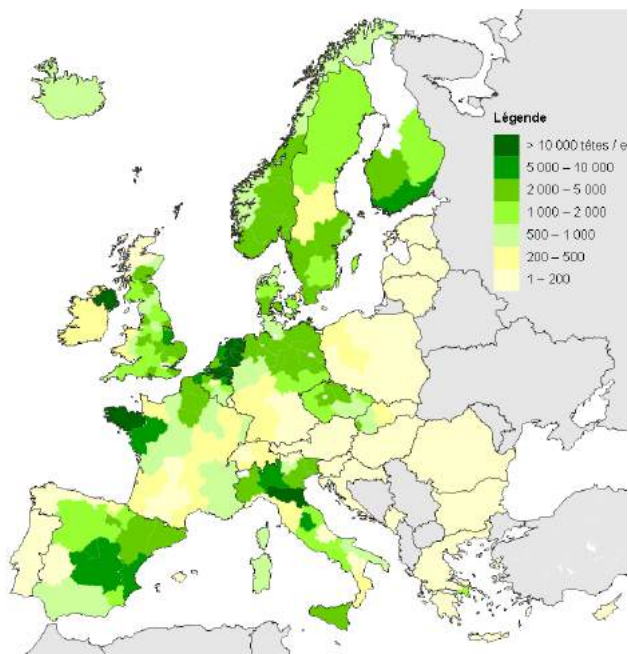 Légende
> 10 000 têtes / e
5 000 – 10 000
2 000 – 5 000
1 000 – 2 000
500 – 1 000
200 – 500
1 – 200